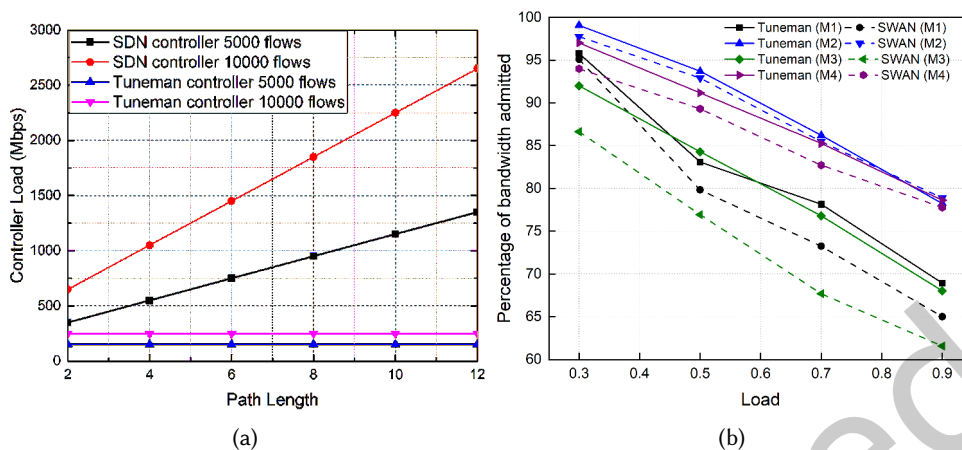 SDN controller 5000 flows
SDN controller 10000 flows
Tuneman controller 5000 flows
Tuneman controller 10000 flows
3000
2500
2000
1500
1000
500
0
Controller Load (Mbps)
2 4 6 8 10 12
Path Length
(a)
Tuneman (M1) SWAN (M1)
Tuneman (M2) SWAN (M2)
Tuneman (M3) SWAN (M3)
Tuneman (M4) SWAN (M4)
100
95
90
85
80
75
70
65
60
Percentage of bandwidth admitted
0.3 0.4 0.5 0.6 0.7 0.8 0.9
Load
(b)